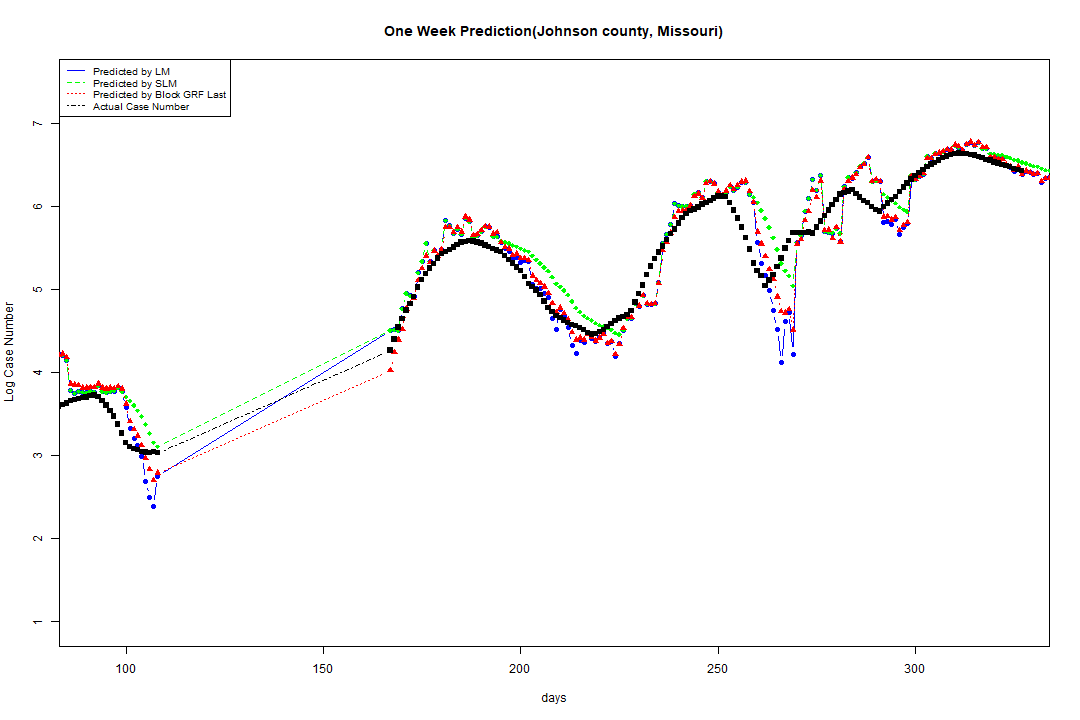 One Week Prediction(Johnson county, Missouri)
Predicted by LM
Predicted by SLM
Predicted by Block GRF Last
Actual Case Number
Log Case Number
7
6
5
4
3
2
1
100 150 200 250 300
days